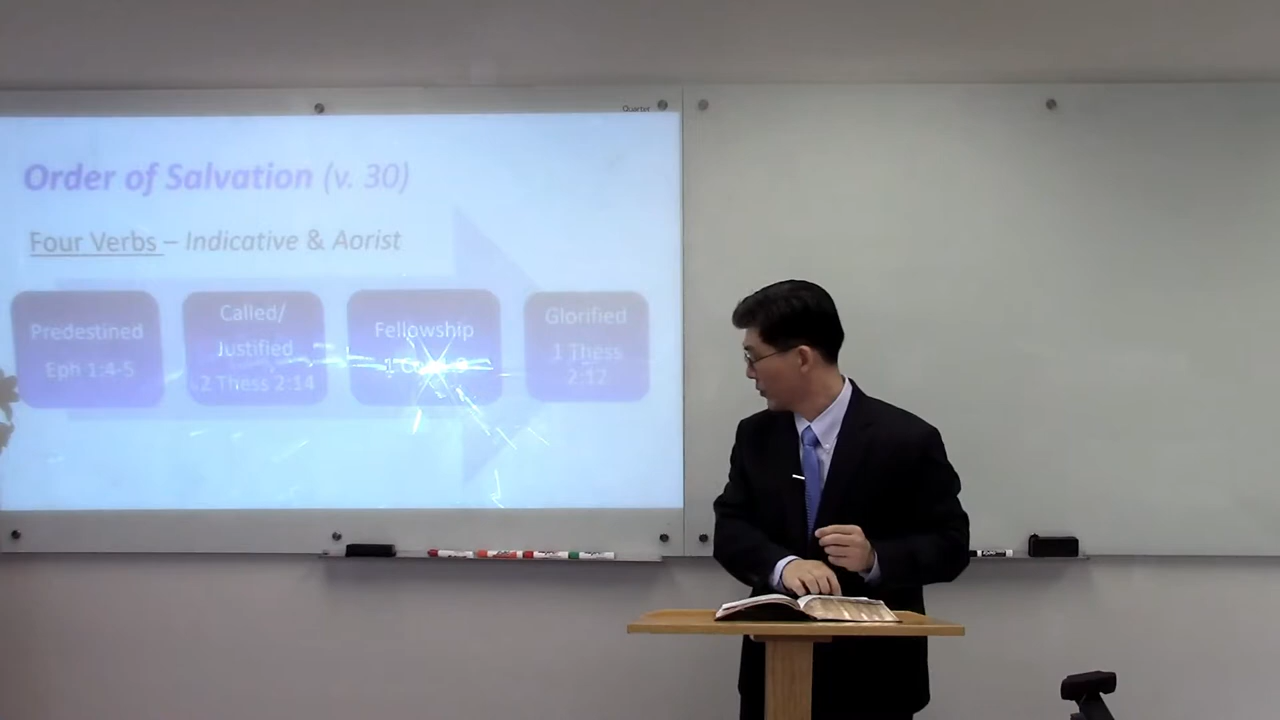 Quartet
Order of Salvation (v. 30)
Four Verbs – Indicative & Aorist
Predestined
Eph 1:4-5
Called/
Justified
2 Thess 2:14
Fellowship
Glorified
1 Thess
2:12